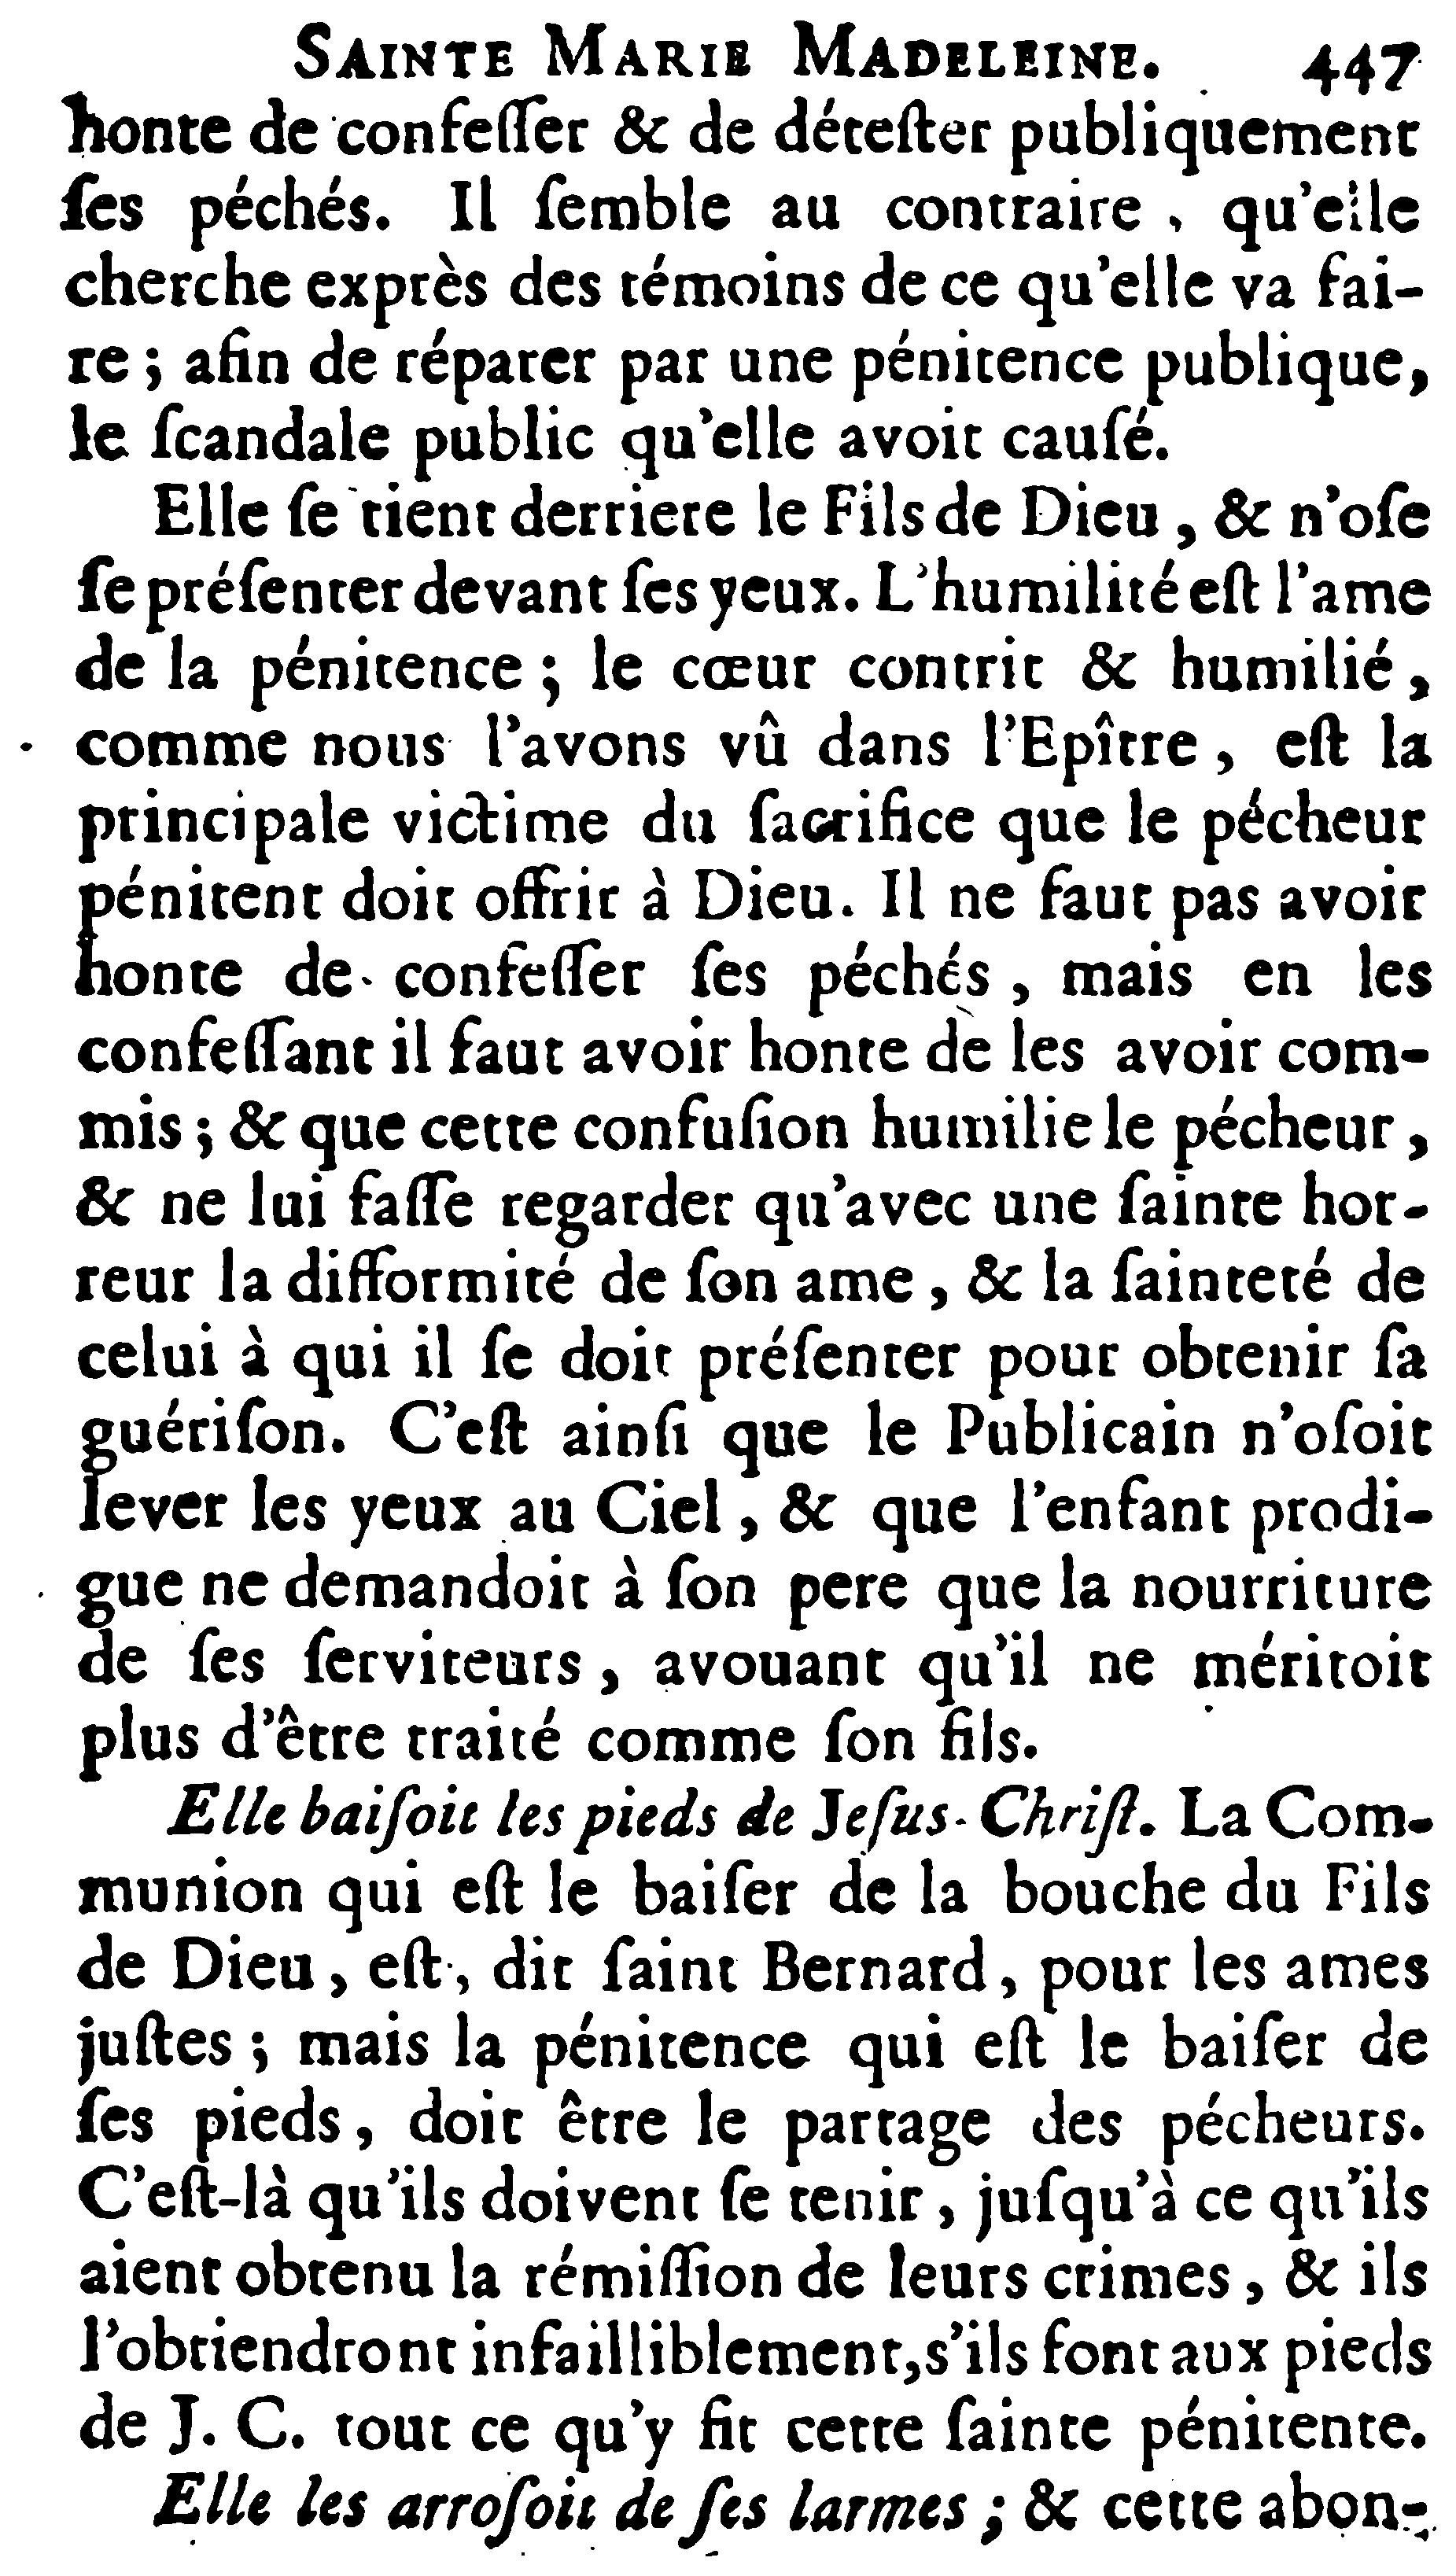 SAINTE MARIE MADELEINE. 447
honte de confeſſer & de déteſter publiquement
ſes péchés. Il ſemble au contraire, qu'elle
cherche exprès des témoins de ce qu'elle va fai-
re ; afin de réparer par une pénitence publique,
le ſcandale public qu'elle avoit cauſé.
Elle ſe tient derriere le Fils de Dieu, & n'oſe
ſe préſenter devant ſes yeux. L'humilité eſt l'ame
de la pénitence ; le cœur contrit & humilié,
comme nous l'avons vû dans l'Epître, eſt la
principale victime du ſacrifice que le pécheur
pénitent doit offrir à Dieu. Il ne faut pas avoir
honte de confeſſer ſes péchés, mais en les
confeſſant il faut avoir honte de les avoir com-
mis ; & que cette confuſion humilie le pécheur,
& ne lui faſſe regarder qu'avec une ſainte hor-
reur la difformité de ſon ame, & la ſainteté de
celui à qui il ſe doit préſenter pour obtenir ſa
guériſon. C'eſt ainſi que le Publicain n'oſoit
lever les yeux au Ciel, & que l'enfant prodi-
gue ne demandoit à ſon pere que la nourriture
de ſes ſerviteurs, avouant qu'il ne méritoit
plus d'être traité comme ſon fils.
Elle baiſoit les pieds de Jeſus-Chriſt. La Com-
munion qui eſt le baiſer de la bouche du Fils
de Dieu, eſt, dit ſaint Bernard, pour les ames
juſtes ; mais la pénitence qui eſt le baiſer de
ſes pieds, doit être le partage des pécheurs.
C'eſt-là qu'ils doivent ſe tenir, juſqu'à ce qu'ils
aient obtenu la rémiſſion de leurs crimes, & ils
l'obtiendront infailliblement, s'ils font aux pieds
de J. C. tout ce qu'y fit cette ſainte pénitente.
Elle les arroſoit de ſes larmes ; & cette abon-